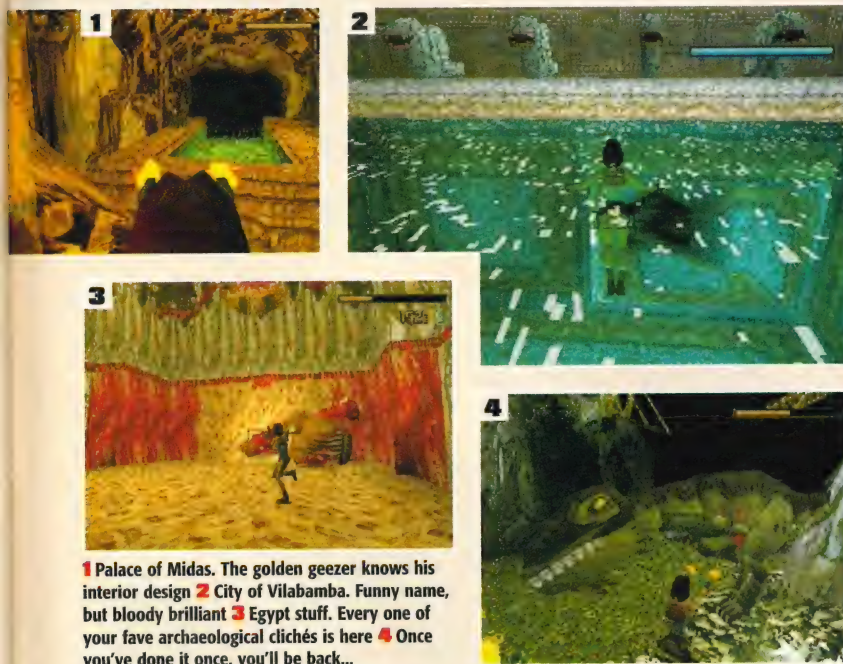 1
2
3
4
1 Palace of Midas. The golden geezer knows his
interior design 2 City of Vilabamba. Funny name,
but bloody brilliant 3 Egypt stuff. Every one of
your fave archaeological clichés is here 4 Once
you've done it once, you'll be back...